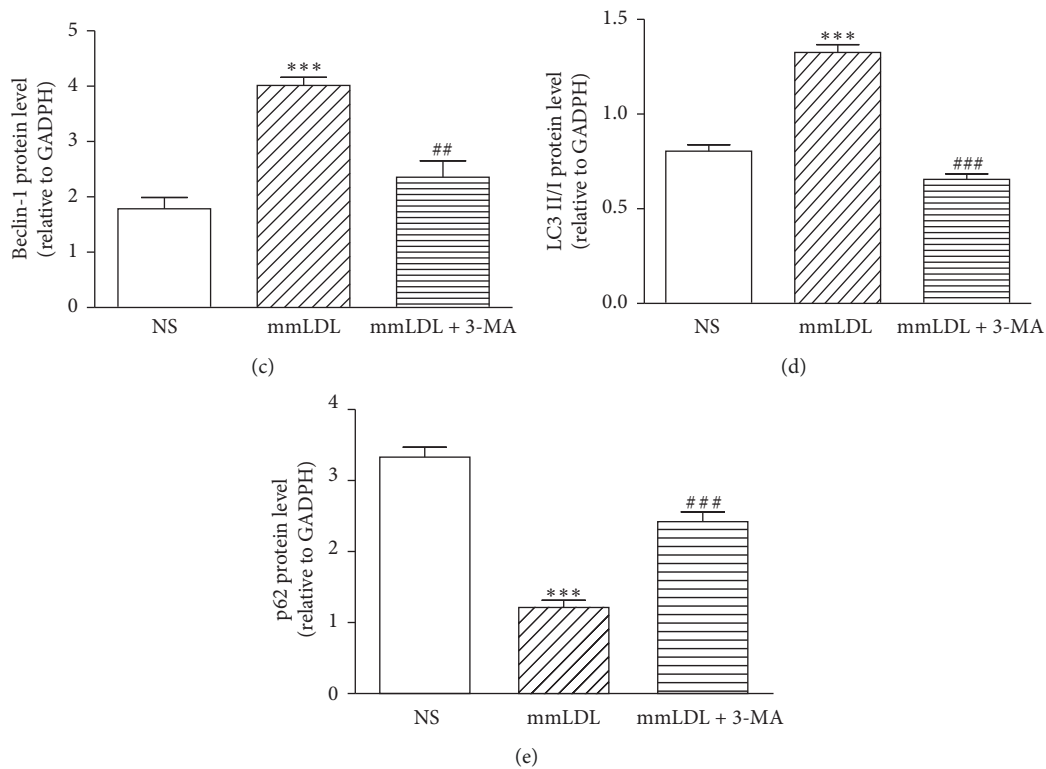 Beclin-1 protein level
(relative to GADPH)
5
4
3
2
1
0
***
##
NS
mmLDL
mmLDL + 3-MA
(c)
LC3 II/I protein level
(relative to GADPH)
1.5
1.0
0.5
0.0
***
###
NS
mmLDL
mmLDL + 3-MA
(d)
p62 protein level
(relative to GADPH)
4
3
2
1
0
***
###
NS
mmLDL
mmLDL + 3-MA
(e)